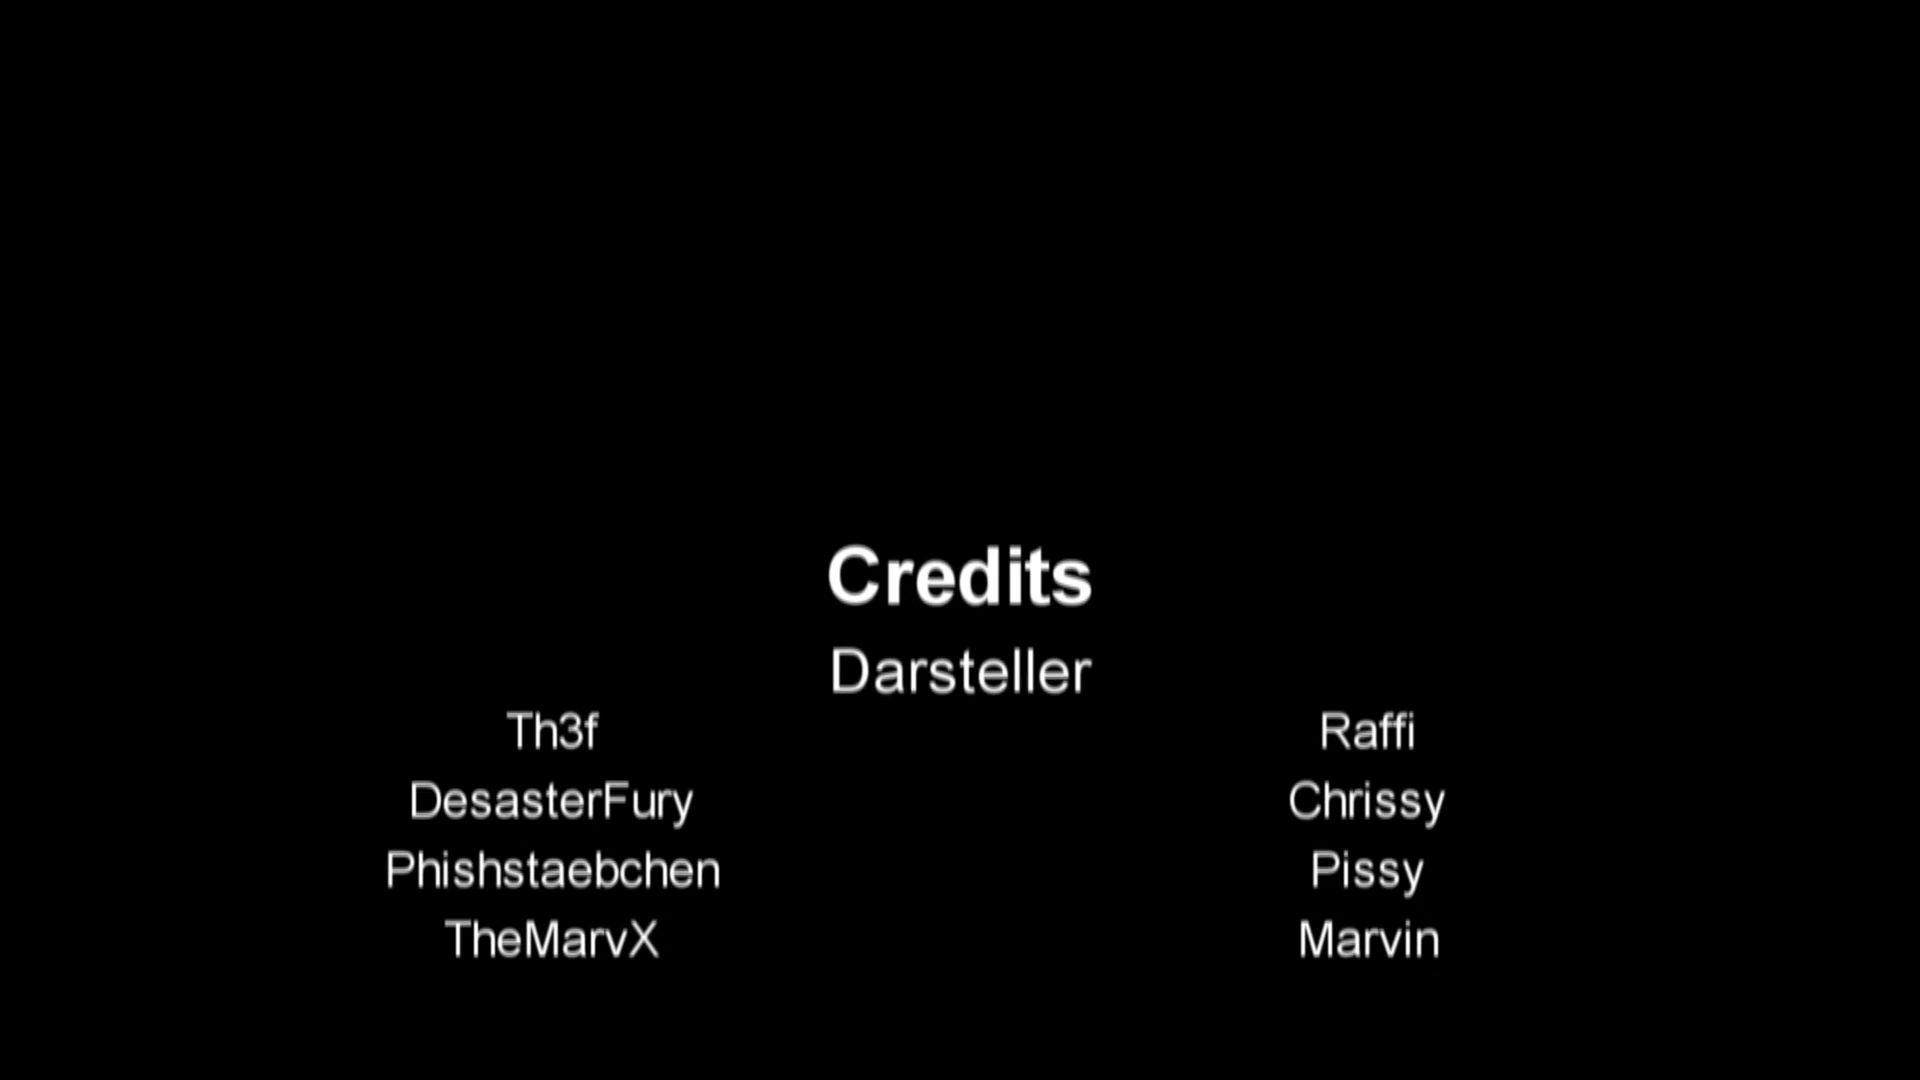 Credits
Darsteller
Th3f Raffi
DesasterFury Chrissy
Phishstaebchen Pissy
TheMarvX Marvin